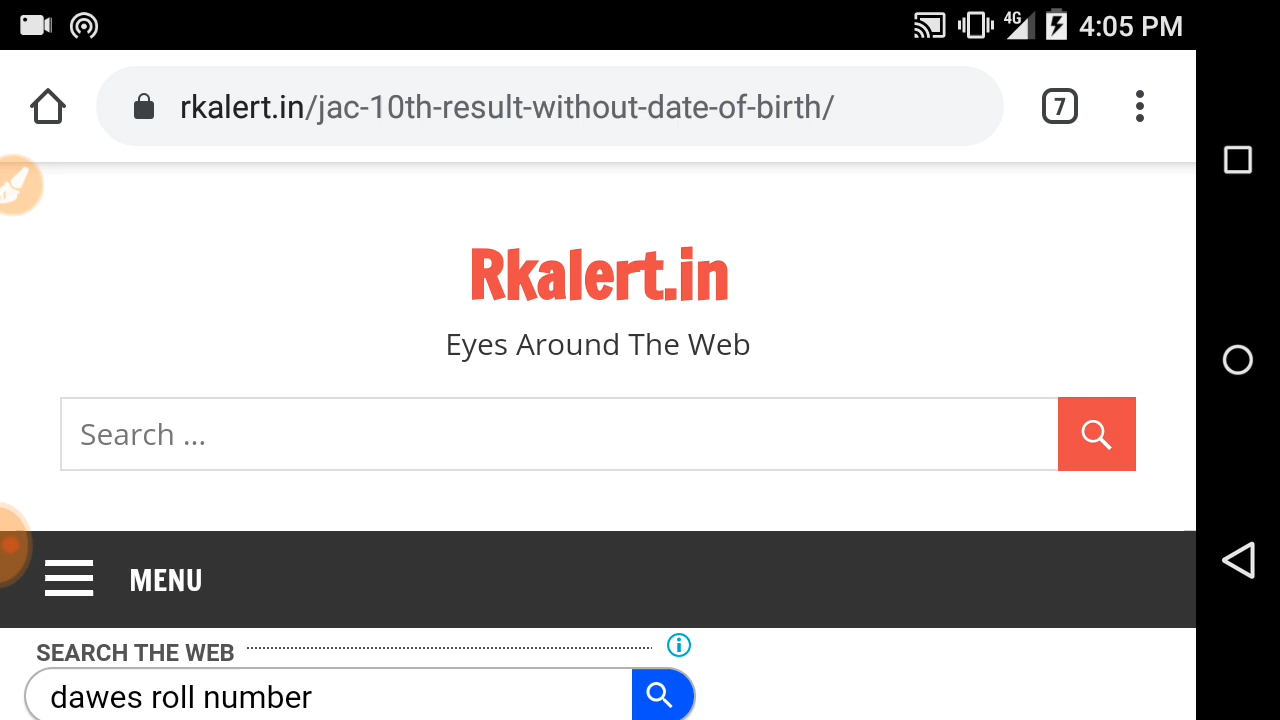 4G 4:05 PM
rkalert.in/jac-10th-result-without-date-of-birth/
7
Rkalert.in
Eyes Around The Web
Search ...
MENU
SEARCH THE WEB
dawes roll number